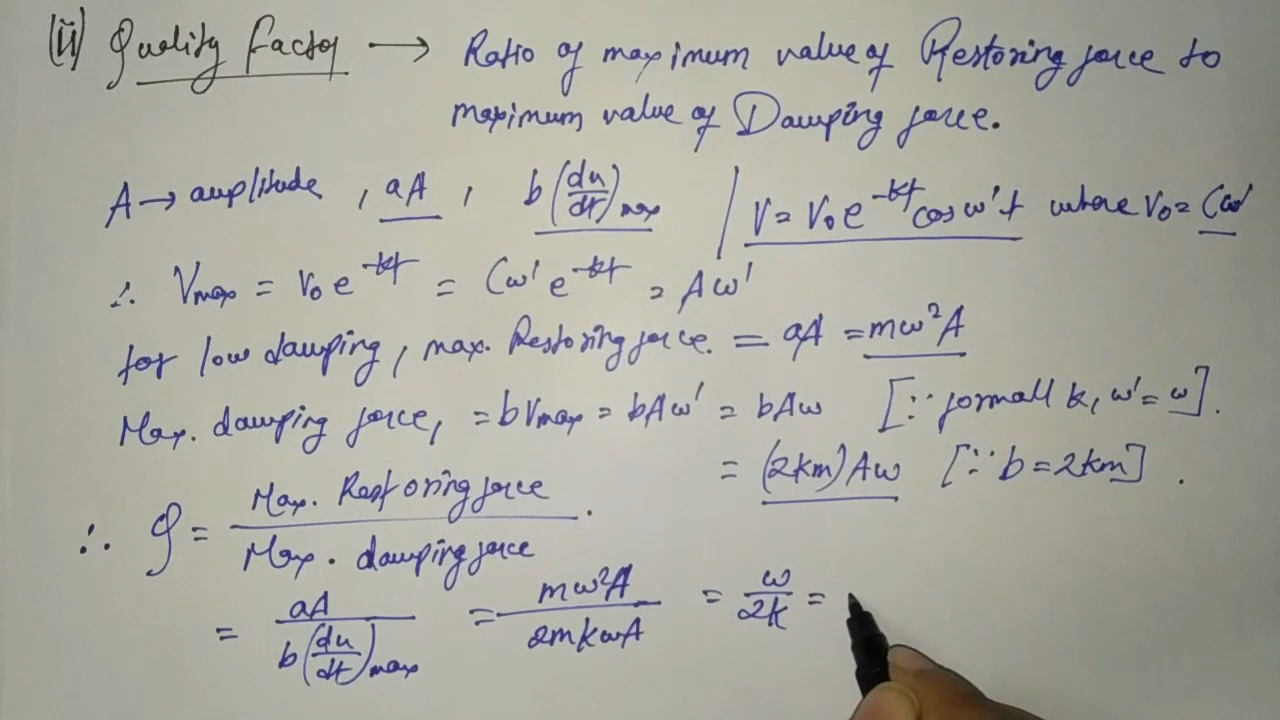 (ii) Quality factor → Ratio of maximum value of Restoring force to
maximum value of Damping force.
A → amplitude , aA , b(du/dt)max | V = V₀e^-kt cos ω't where V₀ = Cω'
∴ Vmax = V₀e^-kt = Cω'e^-kt = Aω'
for low damping, max. Restoring force. = aA = mω²A
Max. damping force, = bVmax = bAω' = bAω [∵ for small k, ω' = ω].
= (2km)Aω [∵ b = 2km] .
∴ Q = Max. Restoring force / Max. damping force .
= aA / b(du/dt)max = mω²A / 2mkωA = ω/2k =